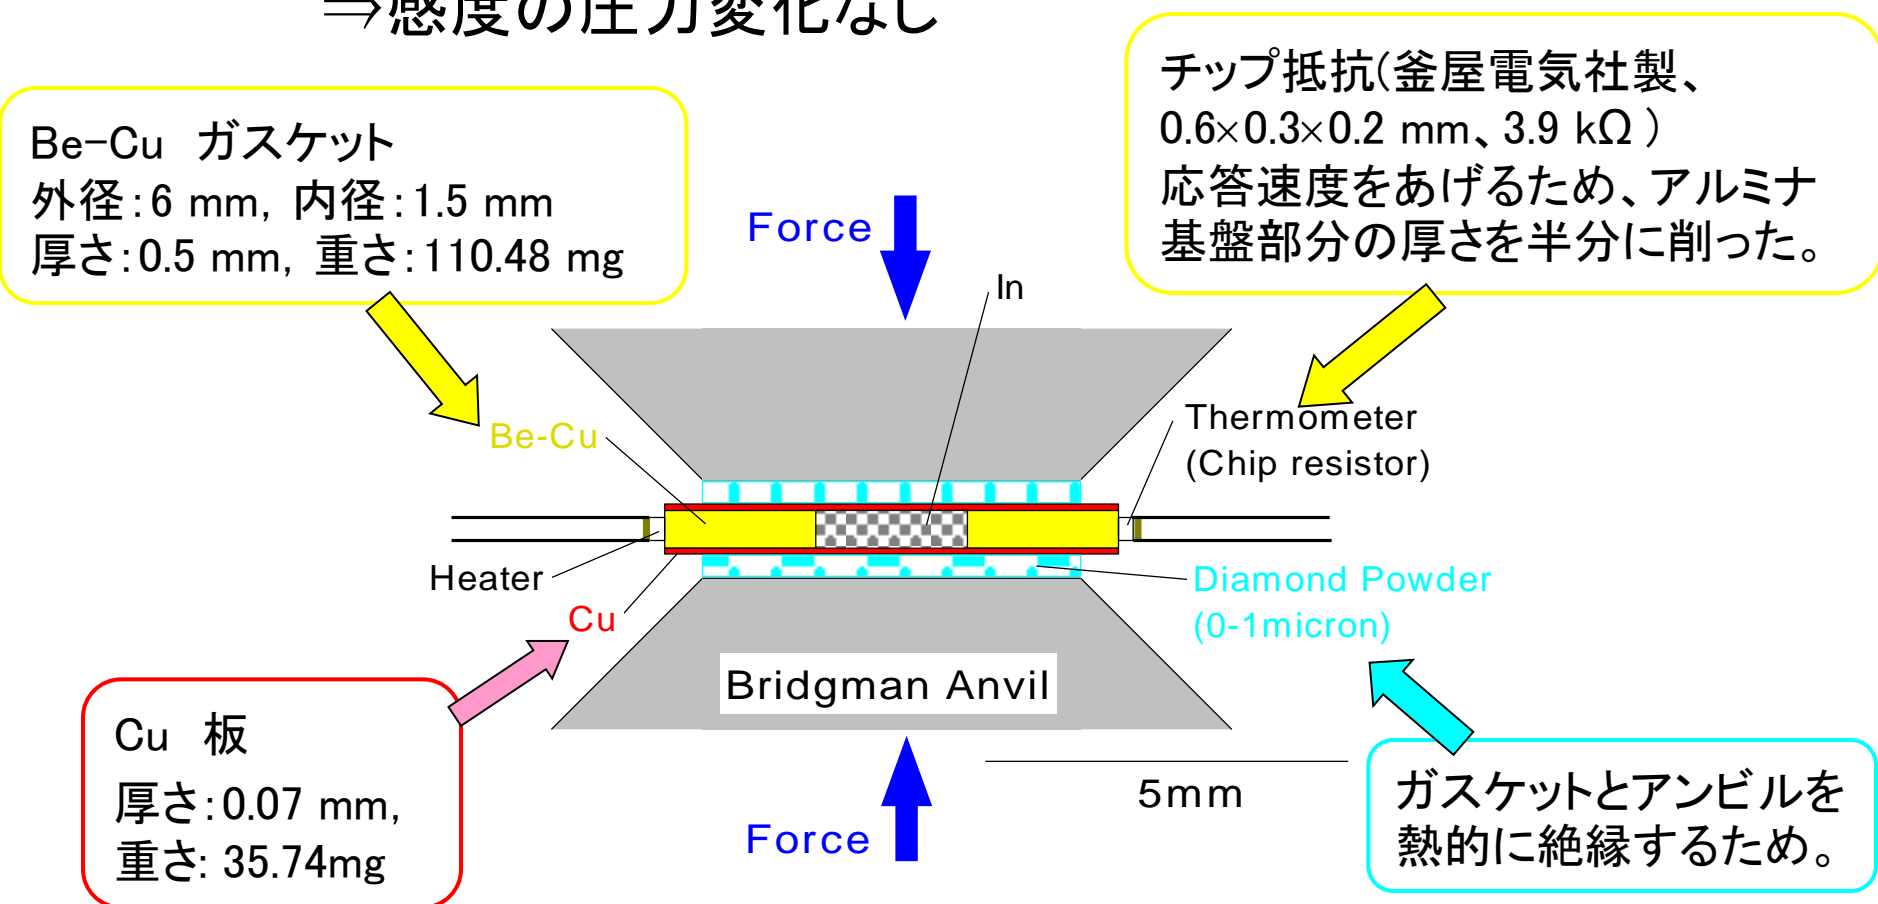 ⇒感度の圧力変化なし
Be-Cu ガスケット
外径:6 mm, 内径:1.5 mm
厚さ:0.5 mm, 重さ:110.48 mg
チップ抵抗(釜屋電気社製、
0.6×0.3×0.2 mm、3.9 kΩ )
応答速度をあげるため、アルミナ
基盤部分の厚さを半分に削った。
Force
In
Be-Cu
Thermometer
(Chip resistor)
Heater
Cu
Diamond Powder
(0-1micron)
Bridgman Anvil
5mm
Force
Cu 板
厚さ:0.07 mm,
重さ: 35.74mg
ガスケットとアンビルを
熱的に絶縁するため。